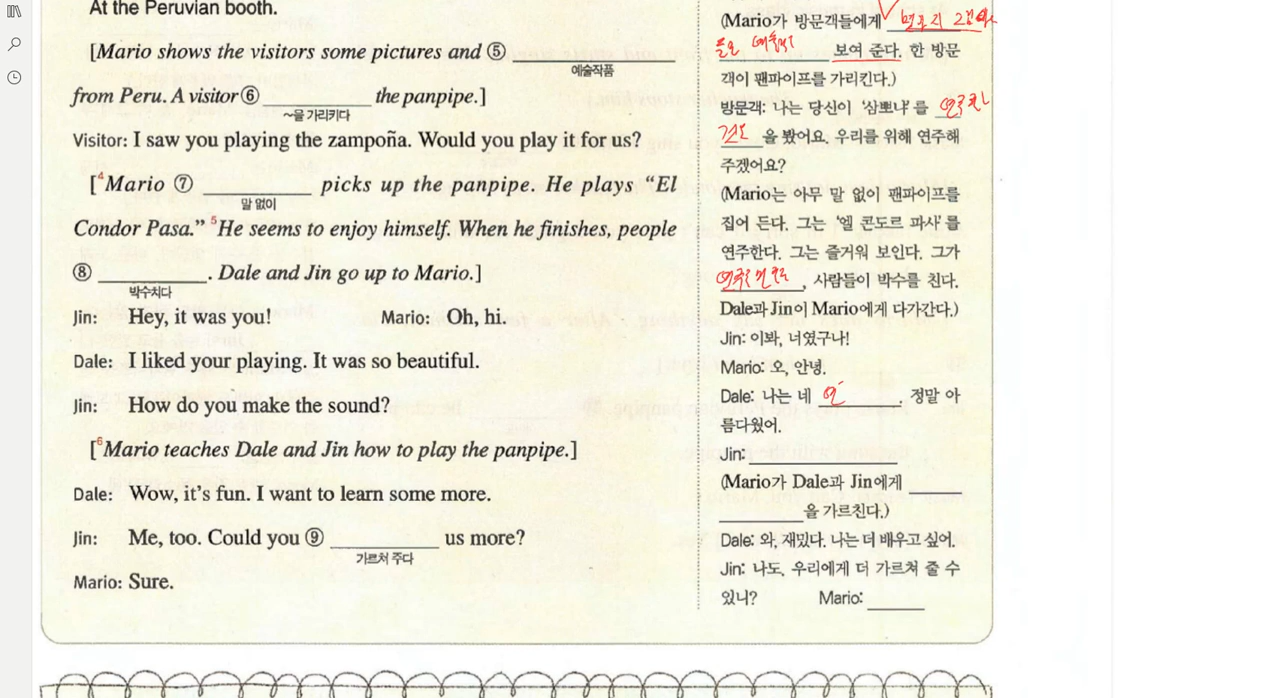 At the Peruvian booth.
[Mario shows the visitors some pictures and ⑤ ____________
예술작품
from Peru. A visitor ⑥ ____________ the panpipe.]
~을 가리키다
Visitor: I saw you playing the zampoña. Would you play it for us?
[⁴Mario ⑦ ____________ picks up the panpipe. He plays “El
말 없이
Condor Pasa.” ⁵He seems to enjoy himself. When he finishes, people
⑧ ____________. Dale and Jin go up to Mario.]
박수치다
Jin: Hey, it was you! Mario: Oh, hi.
Dale: I liked your playing. It was so beautiful.
Jin: How do you make the sound?
[⁶Mario teaches Dale and Jin how to play the panpipe.]
Dale: Wow, it’s fun. I want to learn some more.
Jin: Me, too. Could you ⑨ ____________ us more?
가르쳐 주다
Mario: Sure.
(Mario가 방문객들에게
보여 준다. 한 방문
객이 팬파이프를 가리킨다.)
방문객: 나는 당신이 ‘삼뽀냐’를
을 봤어요. 우리를 위해 연주해
주겠어요?
(Mario는 아무 말 없이 팬파이프를
집어 든다. 그는 ‘엘 콘도르 파사’를
연주한다. 그는 즐거워 보인다. 그가
, 사람들이 박수를 친다.
Dale과 Jin이 Mario에게 다가간다.)
Jin: 이봐, 너였구나!
Mario: 오, 안녕.
Dale: 나는 네 ________. 정말 아
름다웠어.
Jin: ____________
(Mario가 Dale과 Jin에게 ______
________을 가르친다.)
Dale: 와, 재밌다. 나는 더 배우고 싶어.
Jin: 나도, 우리에게 더 가르쳐 줄 수
있니? Mario: ______